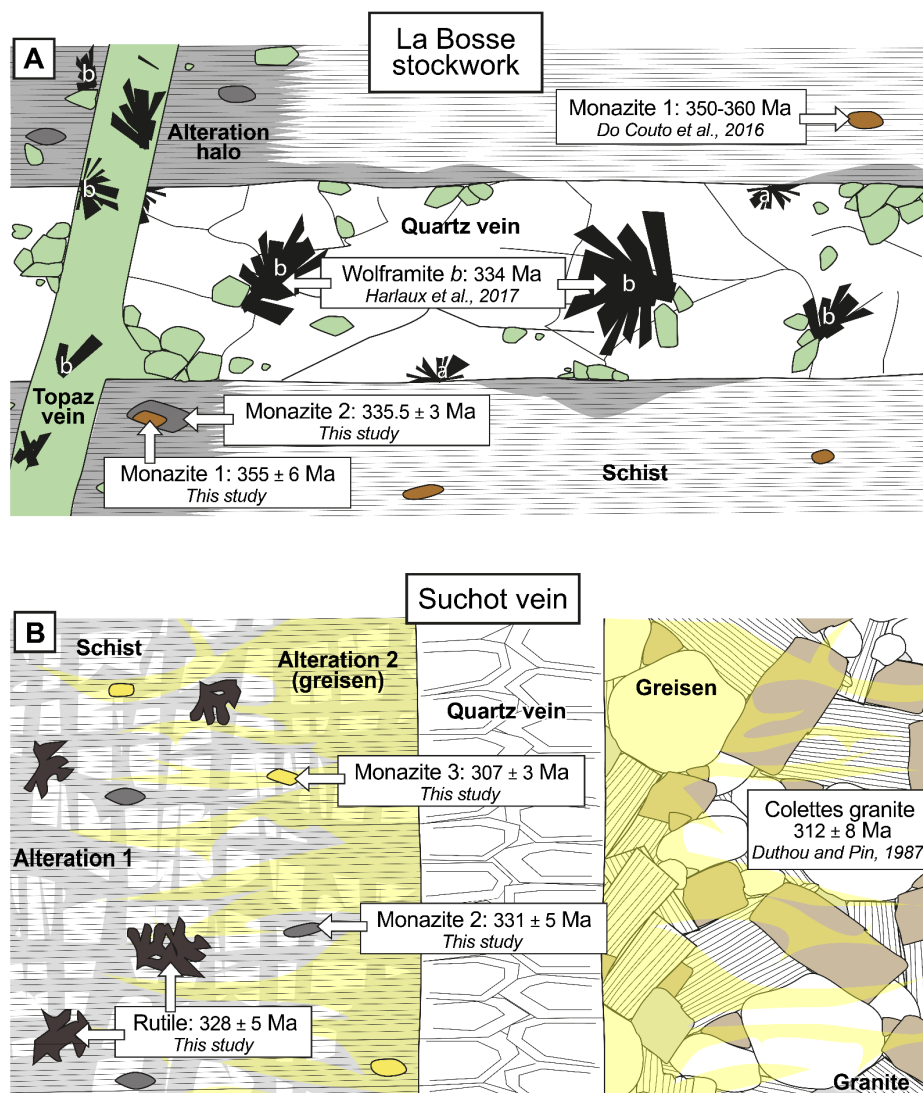 A
La Bosse
stockwork
b
Alteration
halo
Monazite 1: 350-360 Ma
Do Couto et al., 2016
b
a
Quartz vein
b
Wolframite b: 334 Ma
Harlaux et al., 2017
b
b
b
a
Topaz
vein
Monazite 2: 335.5 ± 3 Ma
This study
Monazite 1: 355 ± 6 Ma
This study
Schist
Suchot vein
B
Schist
Alteration 2
(greisen)
Quartz vein
Greisen
Monazite 3: 307 ± 3 Ma
This study
Colettes granite
312 ± 8 Ma
Duthou and Pin, 1987
Alteration 1
Monazite 2: 331 ± 5 Ma
This study
Rutile: 328 ± 5 Ma
This study
Granite